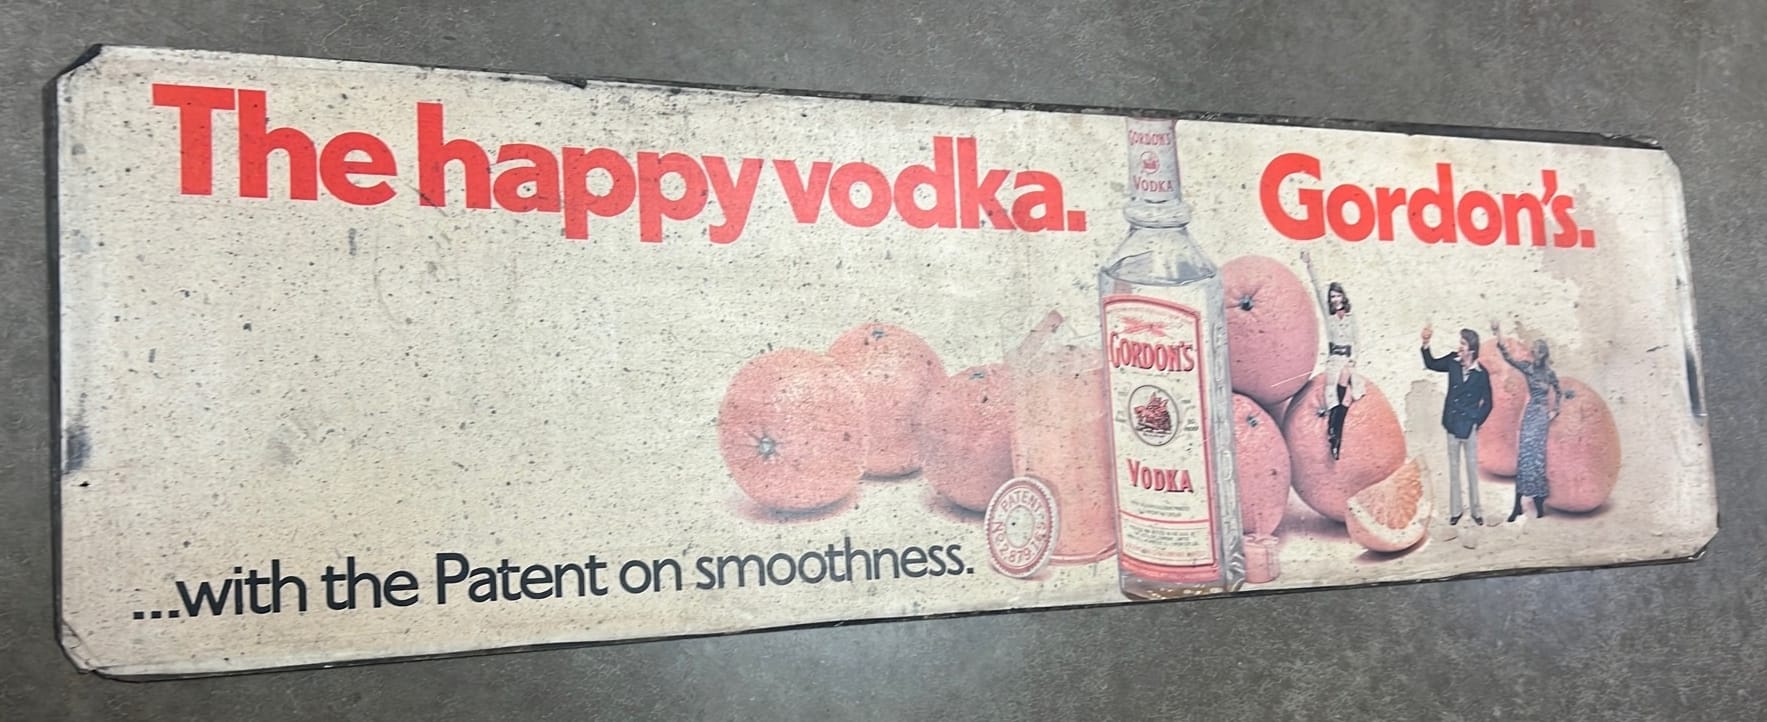 The happy vodka.
Gordon's.
GORDON'S
VODKA
GORDON'S
VODKA
PATENT
...with the Patent on smoothness.